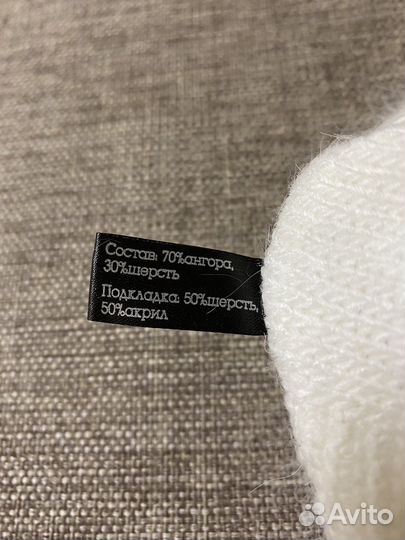 Состав: 70%ангора,
30%шерсть
Подкладка: 50%шерсть,
50%акрил
Avito